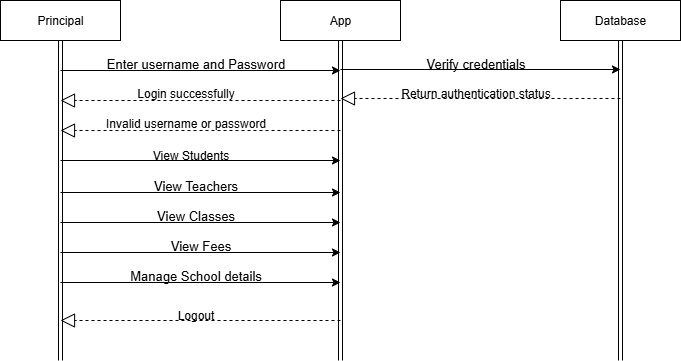 Principal
App
Database
Enter username and Password
Verify credentials
Login successfully
Return authentication status
Invalid username or password
View Students
View Teachers
View Classes
View Fees
Manage School details
Logout